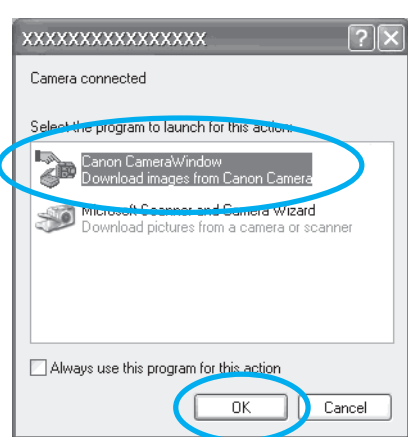 XXXXXXXXXXXXXXXX
Camera connected
Select the program to launch for this action:
Canon CameraWindow
Download images from Canon Camera
Microsoft Scanner and Camera Wizard
Download pictures from a camera or scanner
Always use this program for this action
OK Cancel